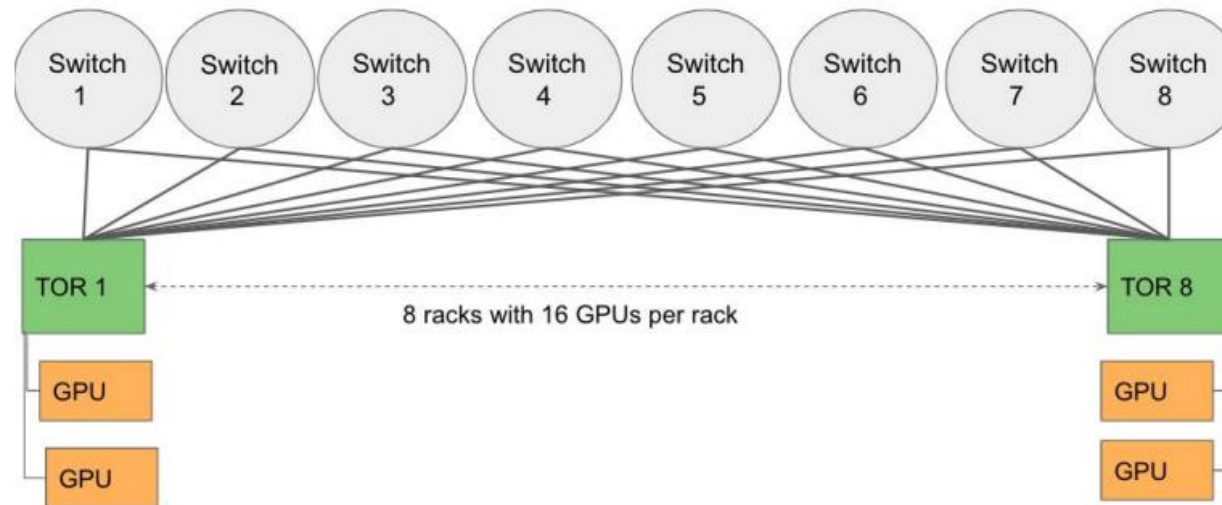 Switch
1
Switch
2
Switch
3
Switch
4
Switch
5
Switch
6
Switch
7
Switch
8
TOR 1
TOR 8
8 racks with 16 GPUs per rack
GPU
GPU
GPU
GPU